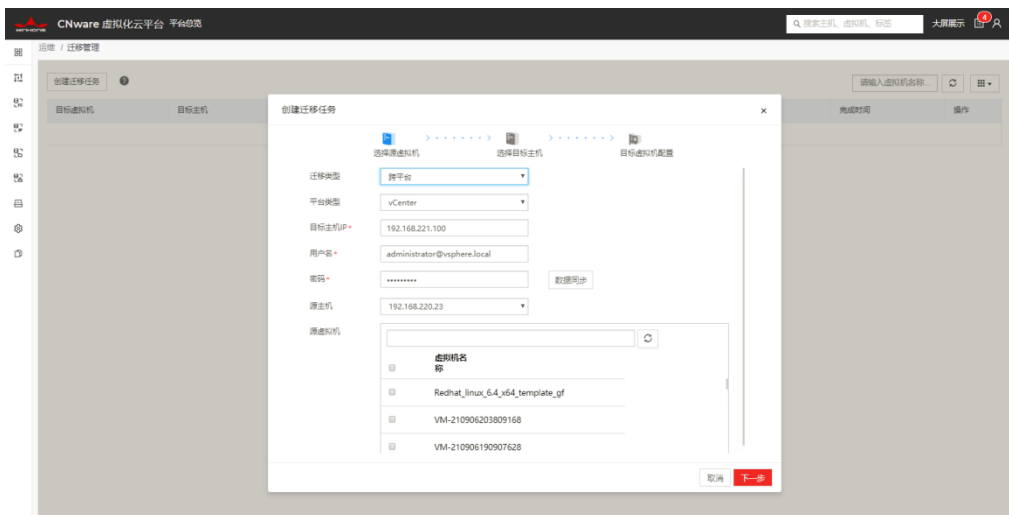 WINHONG CNware 虚拟化云平台 平台总览 搜索主机、虚拟机、标签 大屏展示 4
运维 / 迁移管理
创建迁移任务 请输入虚拟机名称...
目标虚拟机 目标主机 完成时间 操作
创建迁移任务 ×
选择源虚拟机 选择目标主机 目标虚拟机配置
迁移类型 跨平台
平台类型 vCenter
目标主机IP* 192.168.221.100
用户名* administrator@vsphere.local
密码* ••••••••• 数据同步
源主机 192.168.220.23
源虚拟机
虚拟机名
称
Redhat_linux_6.4_x64_template_gf
VM-210906203809168
VM-210906190907628
取消 下一步